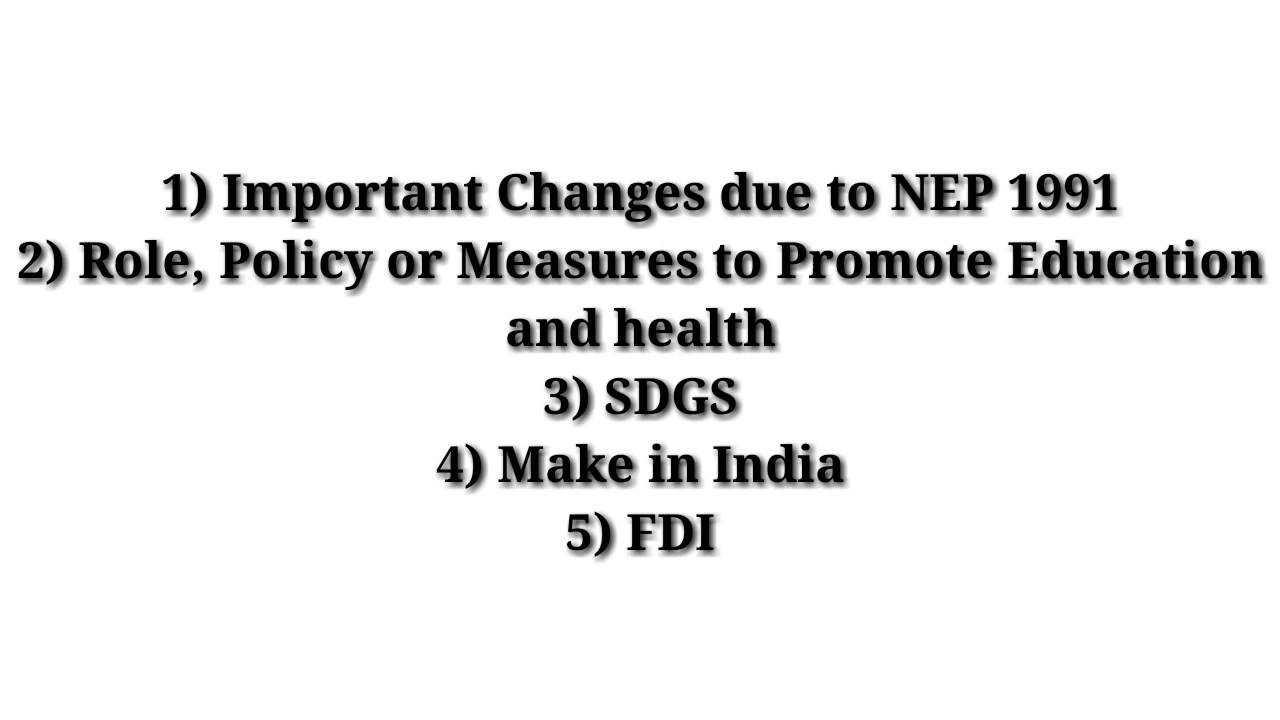 1) Important Changes due to NEP 1991
2) Role, Policy or Measures to Promote Education
and health
3) SDGS
4) Make in India
5) FDI